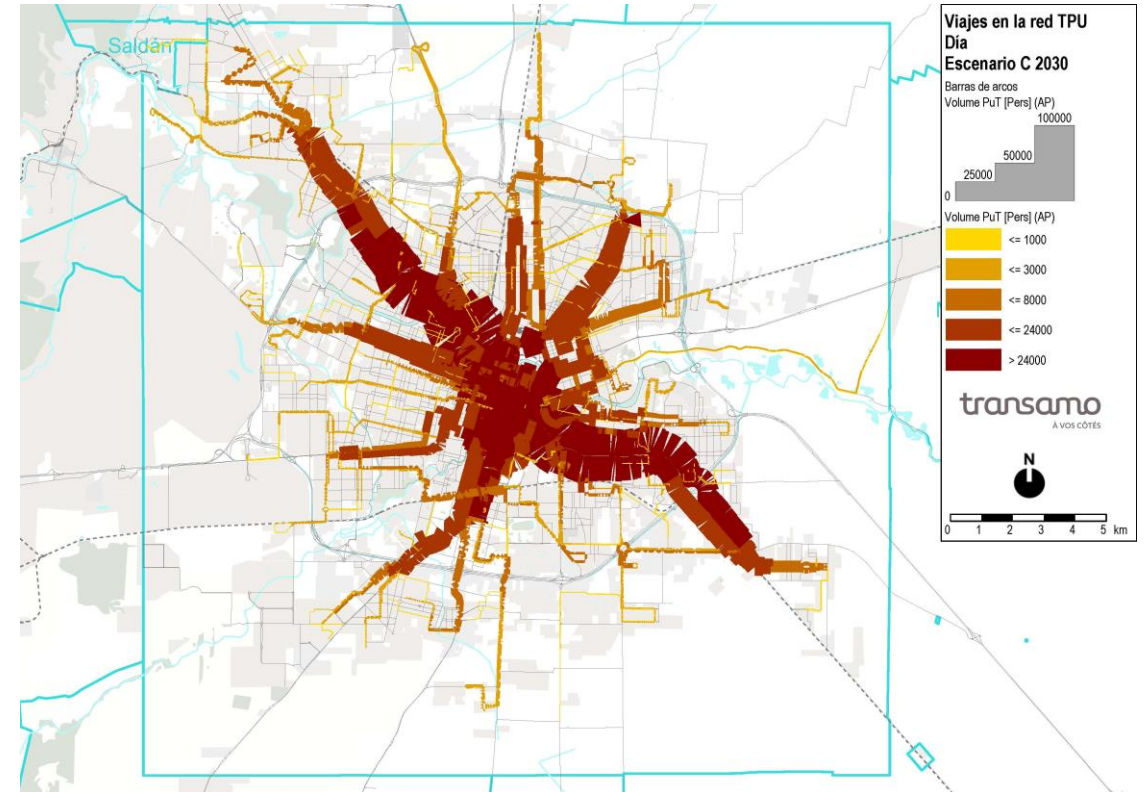 Saldán
Viajes en la red TPU
Día
Escenario C 2030
Barras de arcos
Volume PuT [Pers] (AP)
100000
50000
25000
0
Volume PuT [Pers] (AP)
<= 1000
<= 3000
<= 8000
<= 24000
> 24000
transamo
À VOS CÔTÉS
N
0 1 2 3 4 5 km